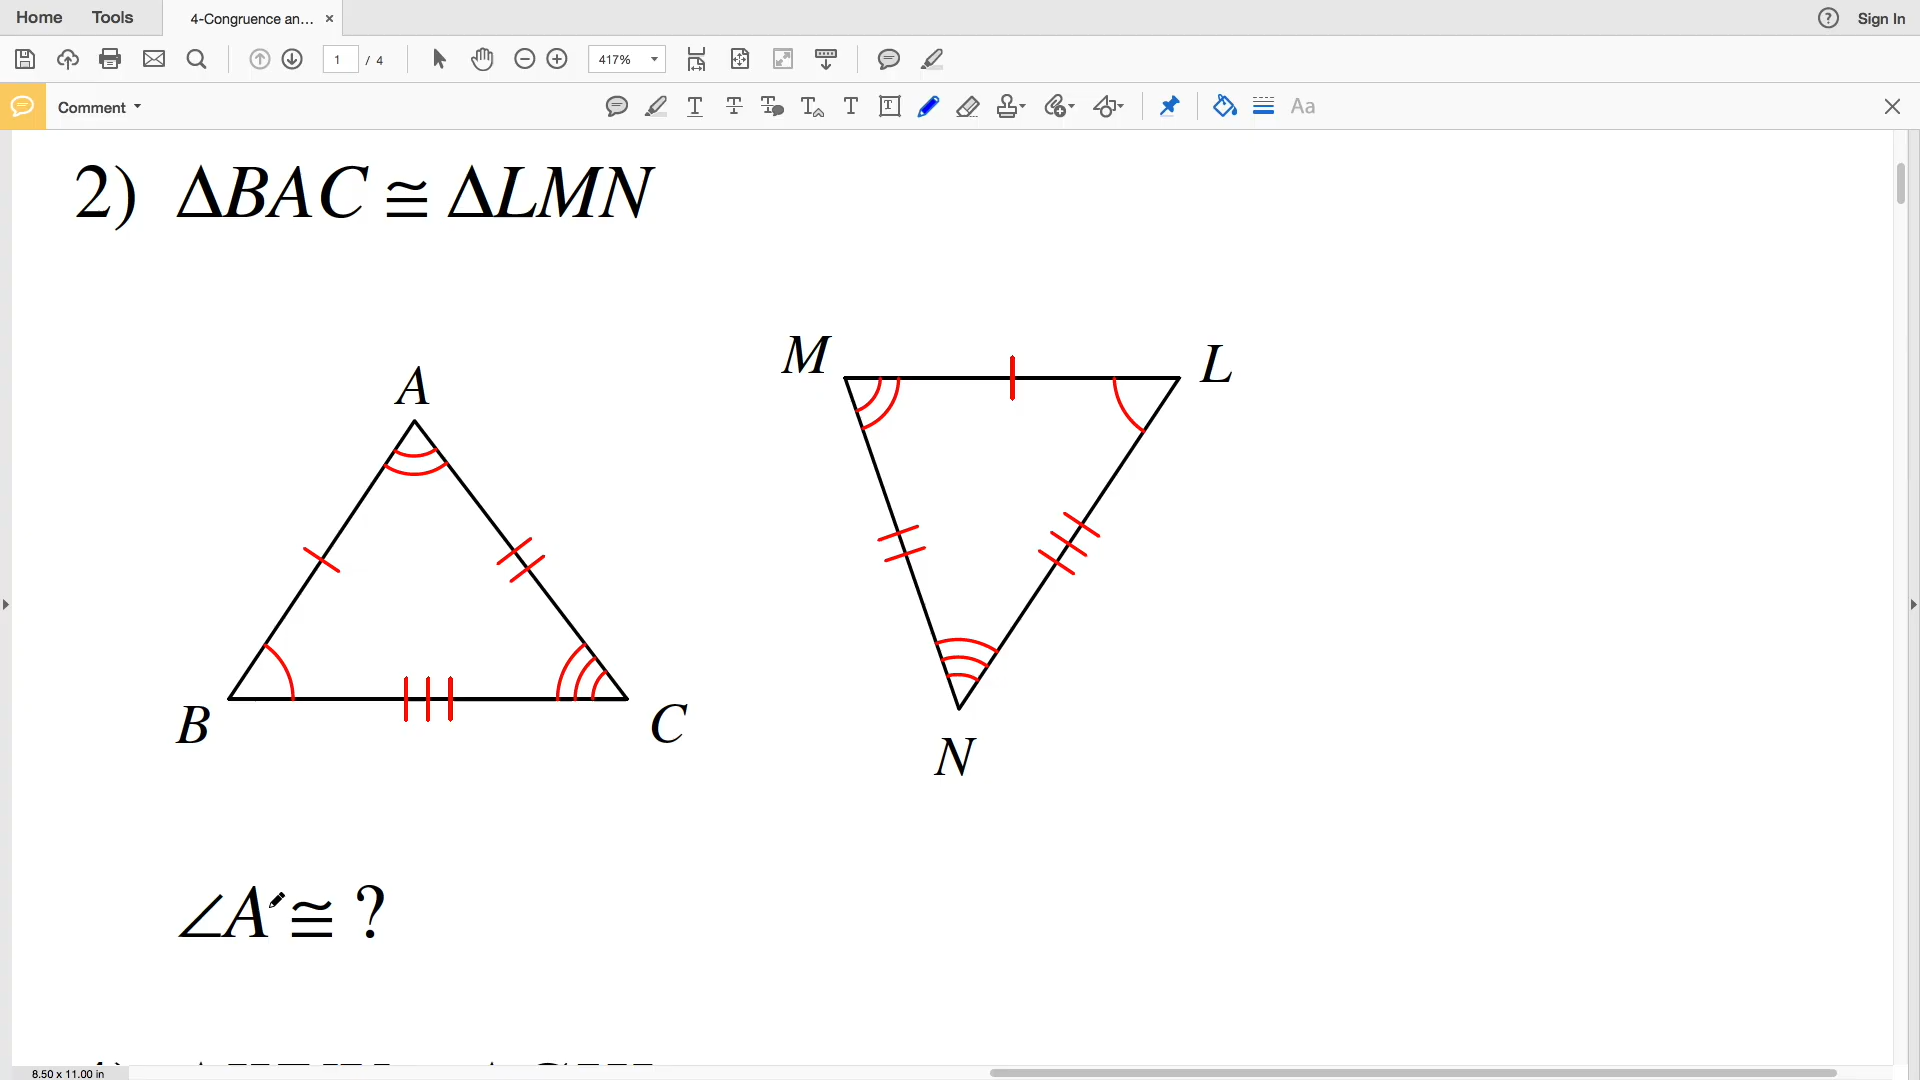 Home Tools 4-Congruence an... × ? Sign In
1 / 4 417%
Comment Aa
2) ΔBAC ≅ ΔLMN
M L
A
B C
N
∠A ≅ ?
8.50 x 11.00 in